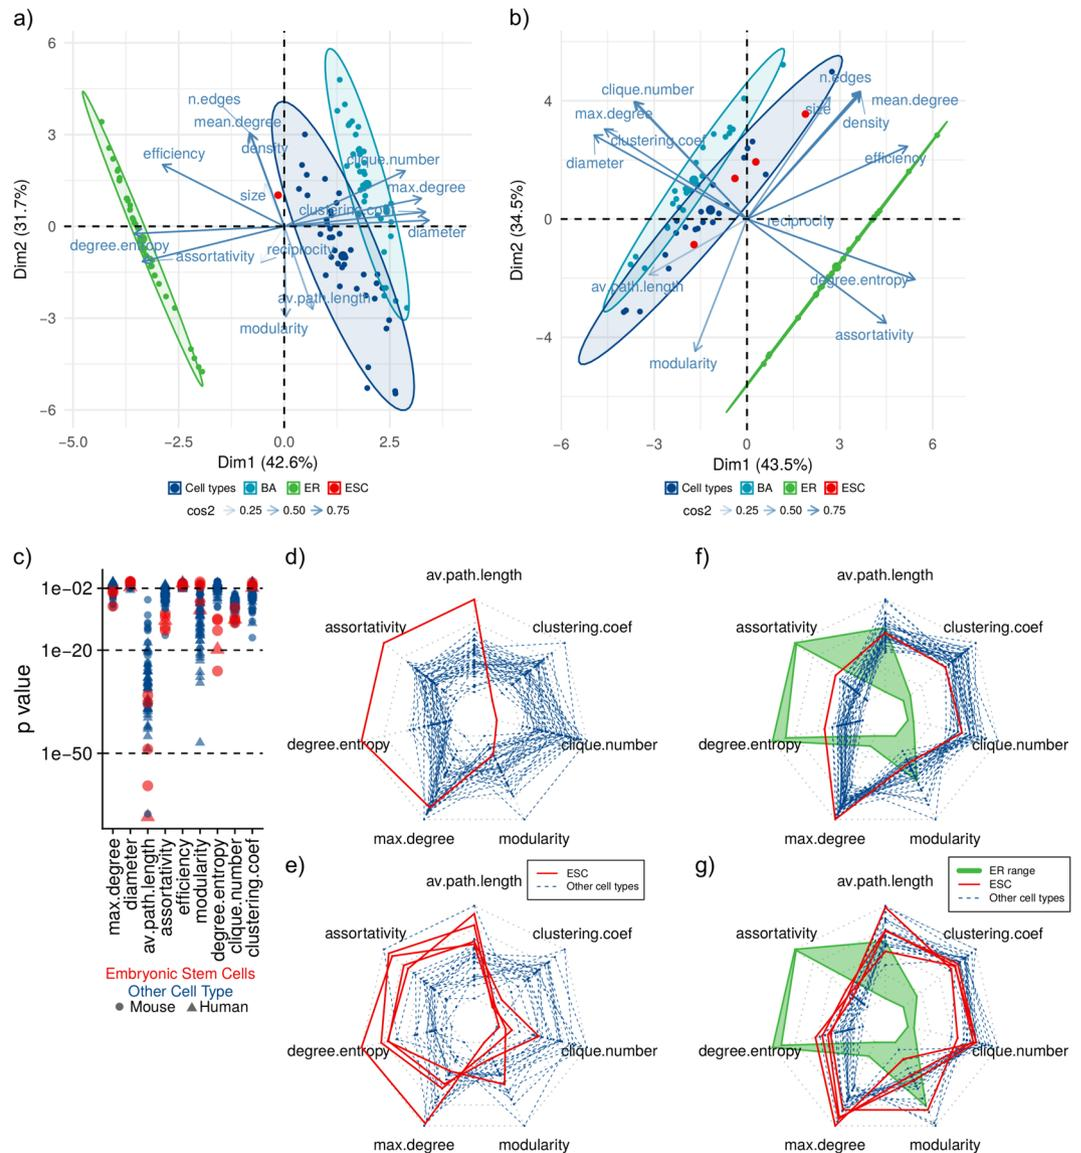 a)
6
3
0
−3
−6
Dim2 (31.7%)
n.edges
mean.degree
density
efficiency
size
clique.number
max.degree
clustering.coef
diameter
degree.entropy
assortativity
reciprocity
av.path.length
modularity
−5.0 −2.5 0.0 2.5
Dim1 (42.6%)
Cell types BA ER ESC
cos2 0.25 0.50 0.75
b)
4
0
−4
Dim2 (34.5%)
clique.number
max.degree
clustering.coef
diameter
n.edges
mean.degree
size
density
efficiency
reciprocity
av.path.length
degree.entropy
assortativity
modularity
−6 −3 0 3 6
Dim1 (43.5%)
Cell types BA ER ESC
cos2 0.25 0.50 0.75
c)
1e−02
1e−20
1e−50
p value
max.degree
diameter
av.path.length
assortativity
efficiency
modularity
degree.entropy
clique.number
clustering.coef
Embryonic Stem Cells
Other Cell Type
Mouse Human
d)
av.path.length
assortativity
clustering.coef
degree.entropy
clique.number
max.degree
modularity
f)
av.path.length
assortativity
clustering.coef
degree.entropy
clique.number
max.degree
modularity
e)
ESC
Other cell types
av.path.length
assortativity
clustering.coef
degree.entropy
clique.number
max.degree
modularity
g)
ER range
ESC
Other cell types
av.path.length
assortativity
clustering.coef
degree.entropy
clique.number
max.degree
modularity